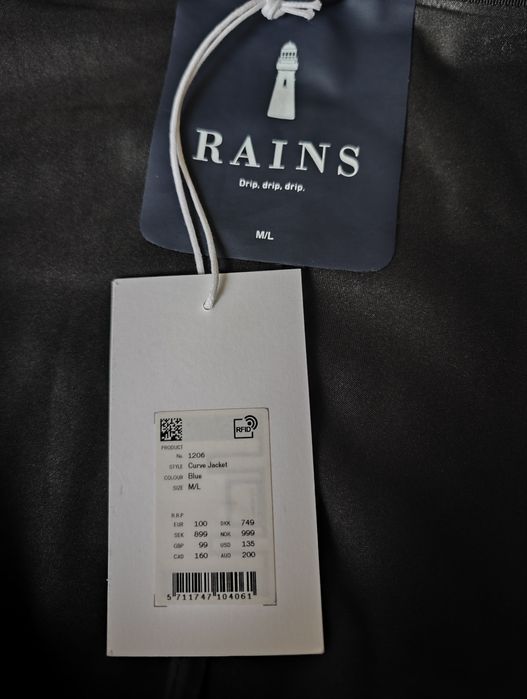 RAINS
Drip, drip, drip.
M/L
RFID
PRODUCT
No. 1206
STYLE Curve Jacket
COLOUR Blue
SIZE M/L
R.R.P
EUR 100 DKK 749
SEK 899 NOK 999
GBP 99 USD 135
CAD 160 AUD 200
5 711747 104061